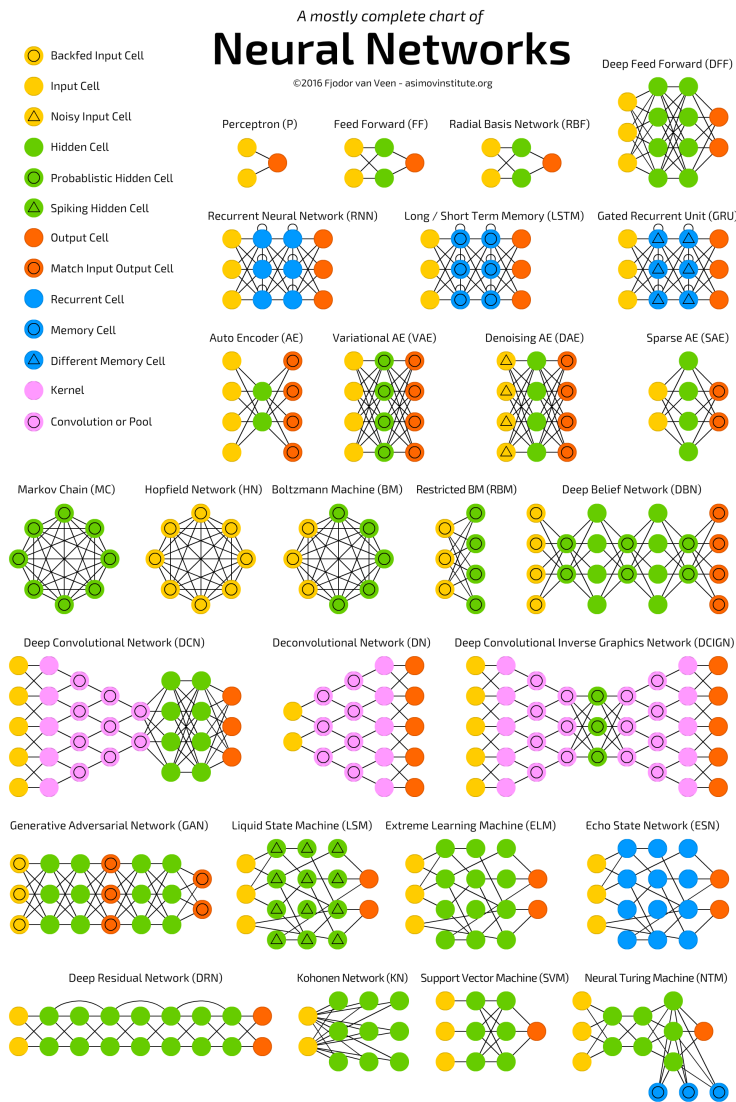 A mostly complete chart of
Neural Networks
©2016 Fjodor van Veen - asimovinstitute.org
Backfed Input Cell
Input Cell
Noisy Input Cell
Hidden Cell
Probablistic Hidden Cell
Spiking Hidden Cell
Output Cell
Match Input Output Cell
Recurrent Cell
Memory Cell
Different Memory Cell
Kernel
Convolution or Pool
Deep Feed Forward (DFF)
Perceptron (P)
Feed Forward (FF)
Radial Basis Network (RBF)
Recurrent Neural Network (RNN)
Long / Short Term Memory (LSTM)
Gated Recurrent Unit (GRU)
Auto Encoder (AE)
Variational AE (VAE)
Denoising AE (DAE)
Sparse AE (SAE)
Markov Chain (MC)
Hopfield Network (HN)
Boltzmann Machine (BM)
Restricted BM (RBM)
Deep Belief Network (DBN)
Deep Convolutional Network (DCN)
Deconvolutional Network (DN)
Deep Convolutional Inverse Graphics Network (DCIGN)
Generative Adversarial Network (GAN)
Liquid State Machine (LSM)
Extreme Learning Machine (ELM)
Echo State Network (ESN)
Deep Residual Network (DRN)
Kohonen Network (KN)
Support Vector Machine (SVM)
Neural Turing Machine (NTM)